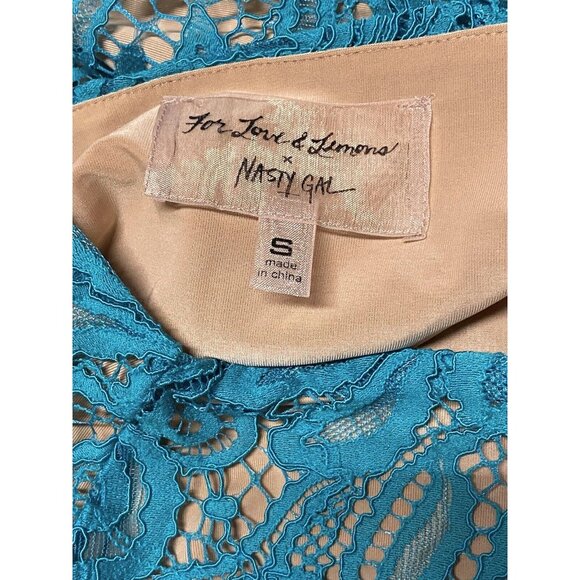 For Love & Lemons
×
NASTY GAL
S
made
in china